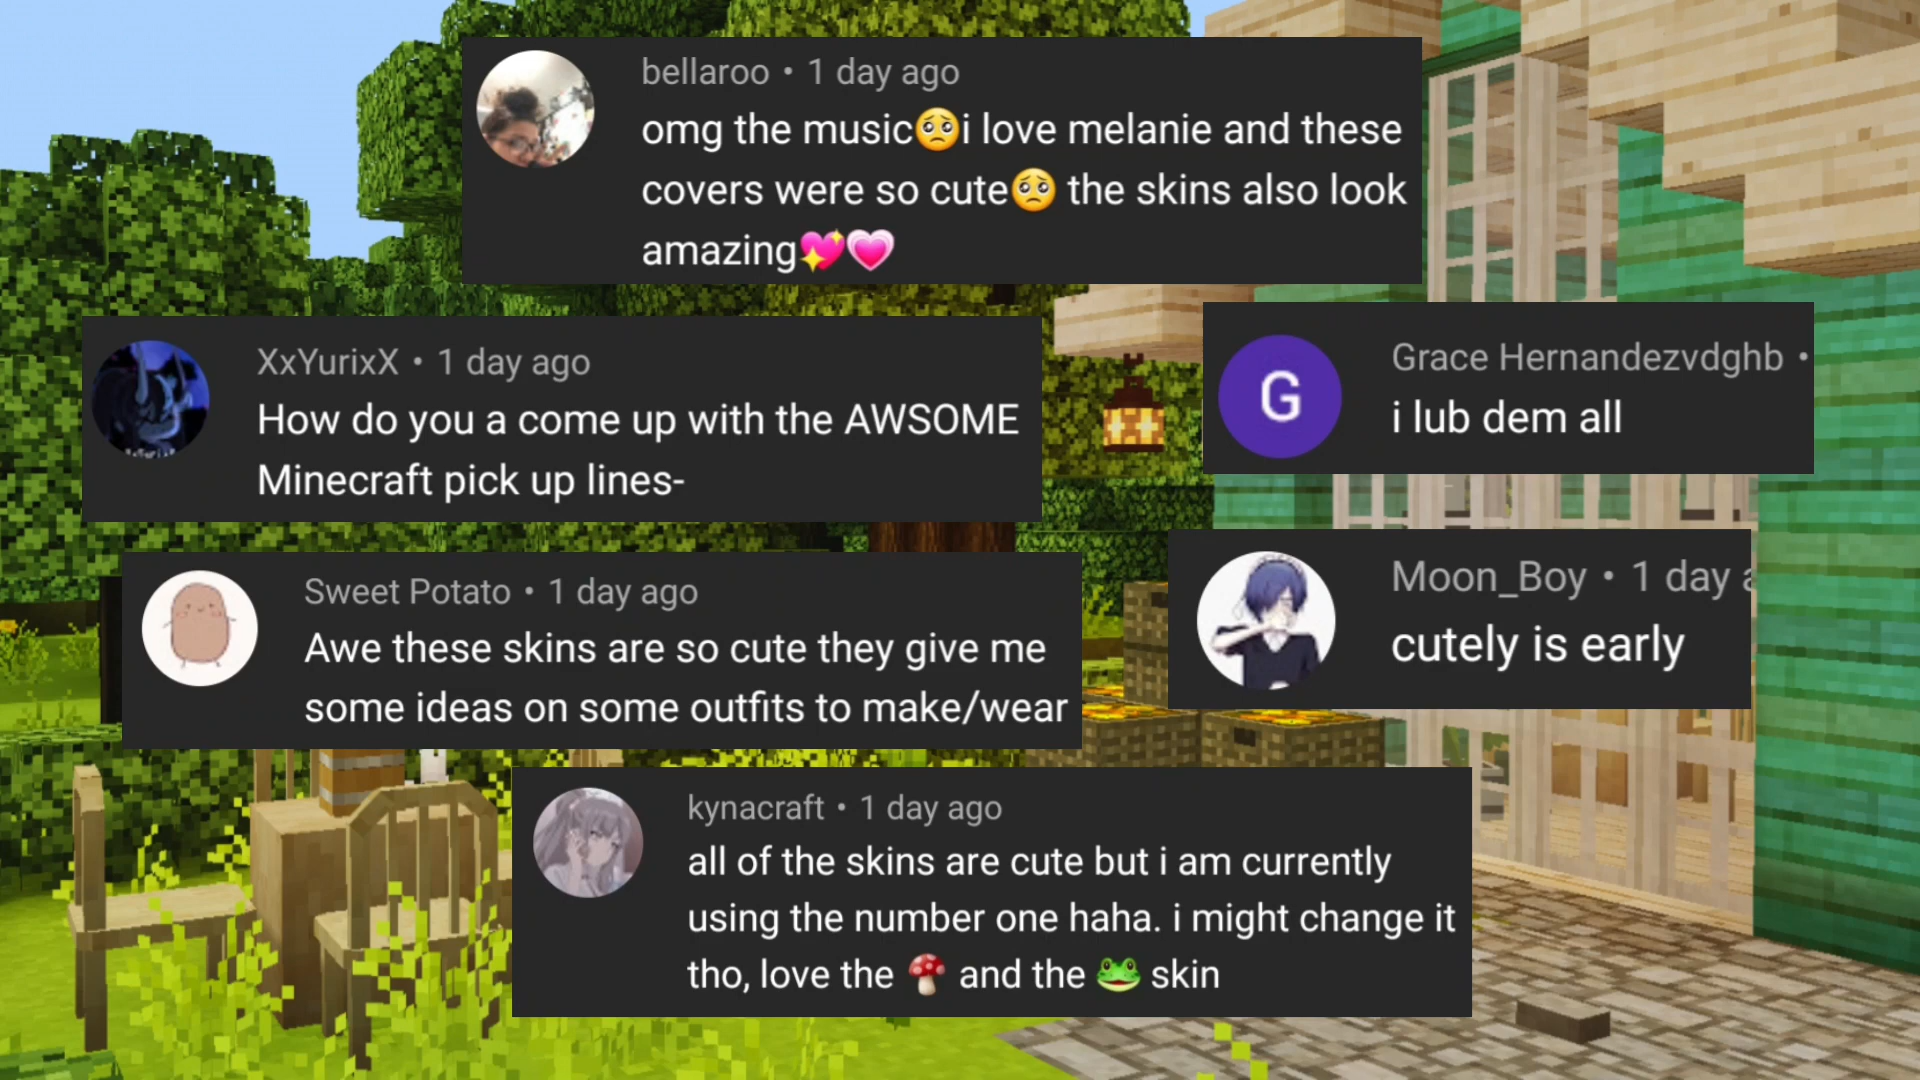 bellaroo • 1 day ago
omg the music🥺i love melanie and these
covers were so cute🥺 the skins also look
amazing💖💗
XxYurixX • 1 day ago
How do you a come up with the AWSOME
Minecraft pick up lines-
G
Grace Hernandezvdghb •
i lub dem all
Sweet Potato • 1 day ago
Awe these skins are so cute they give me
some ideas on some outfits to make/wear
Moon_Boy • 1 day a
cutely is early
kynacraft • 1 day ago
all of the skins are cute but i am currently
using the number one haha. i might change it
tho, love the 🍄 and the 🐸 skin